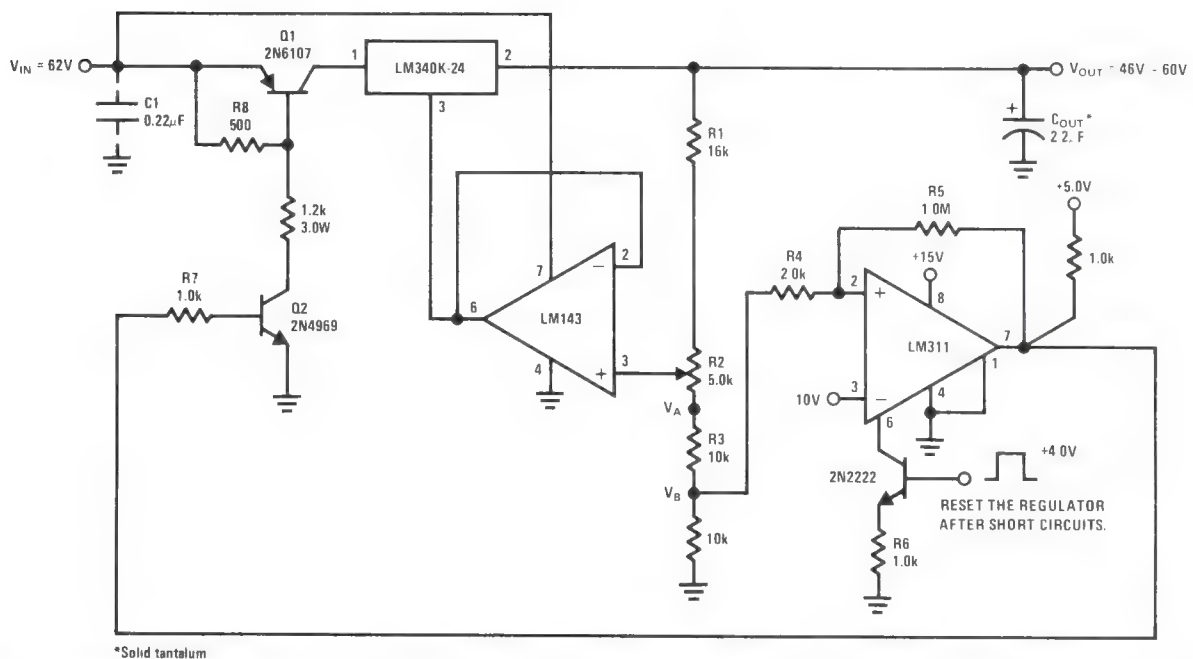 Q1
2N6107
VIN = 62V
1
LM340K-24
2
3
VOUT = 46V - 60V
C1
0.22µF
R8
500
+
COUT*
2.2µF
R1
16k
1.2k
3.0W
R5
1.0M
+5.0V
1.0k
R4
2.0k
+15V
R7
1.0k
Q2
2N4969
7
2
−
6
LM143
4
+
3
R2
5.0k
2
+
8
LM311
7
1
10V
3
−
4
6
VA
R3
10k
VB
2N2222
+4.0V
RESET THE REGULATOR
AFTER SHORT CIRCUITS.
10k
R6
1.0k
*Solid tantalum